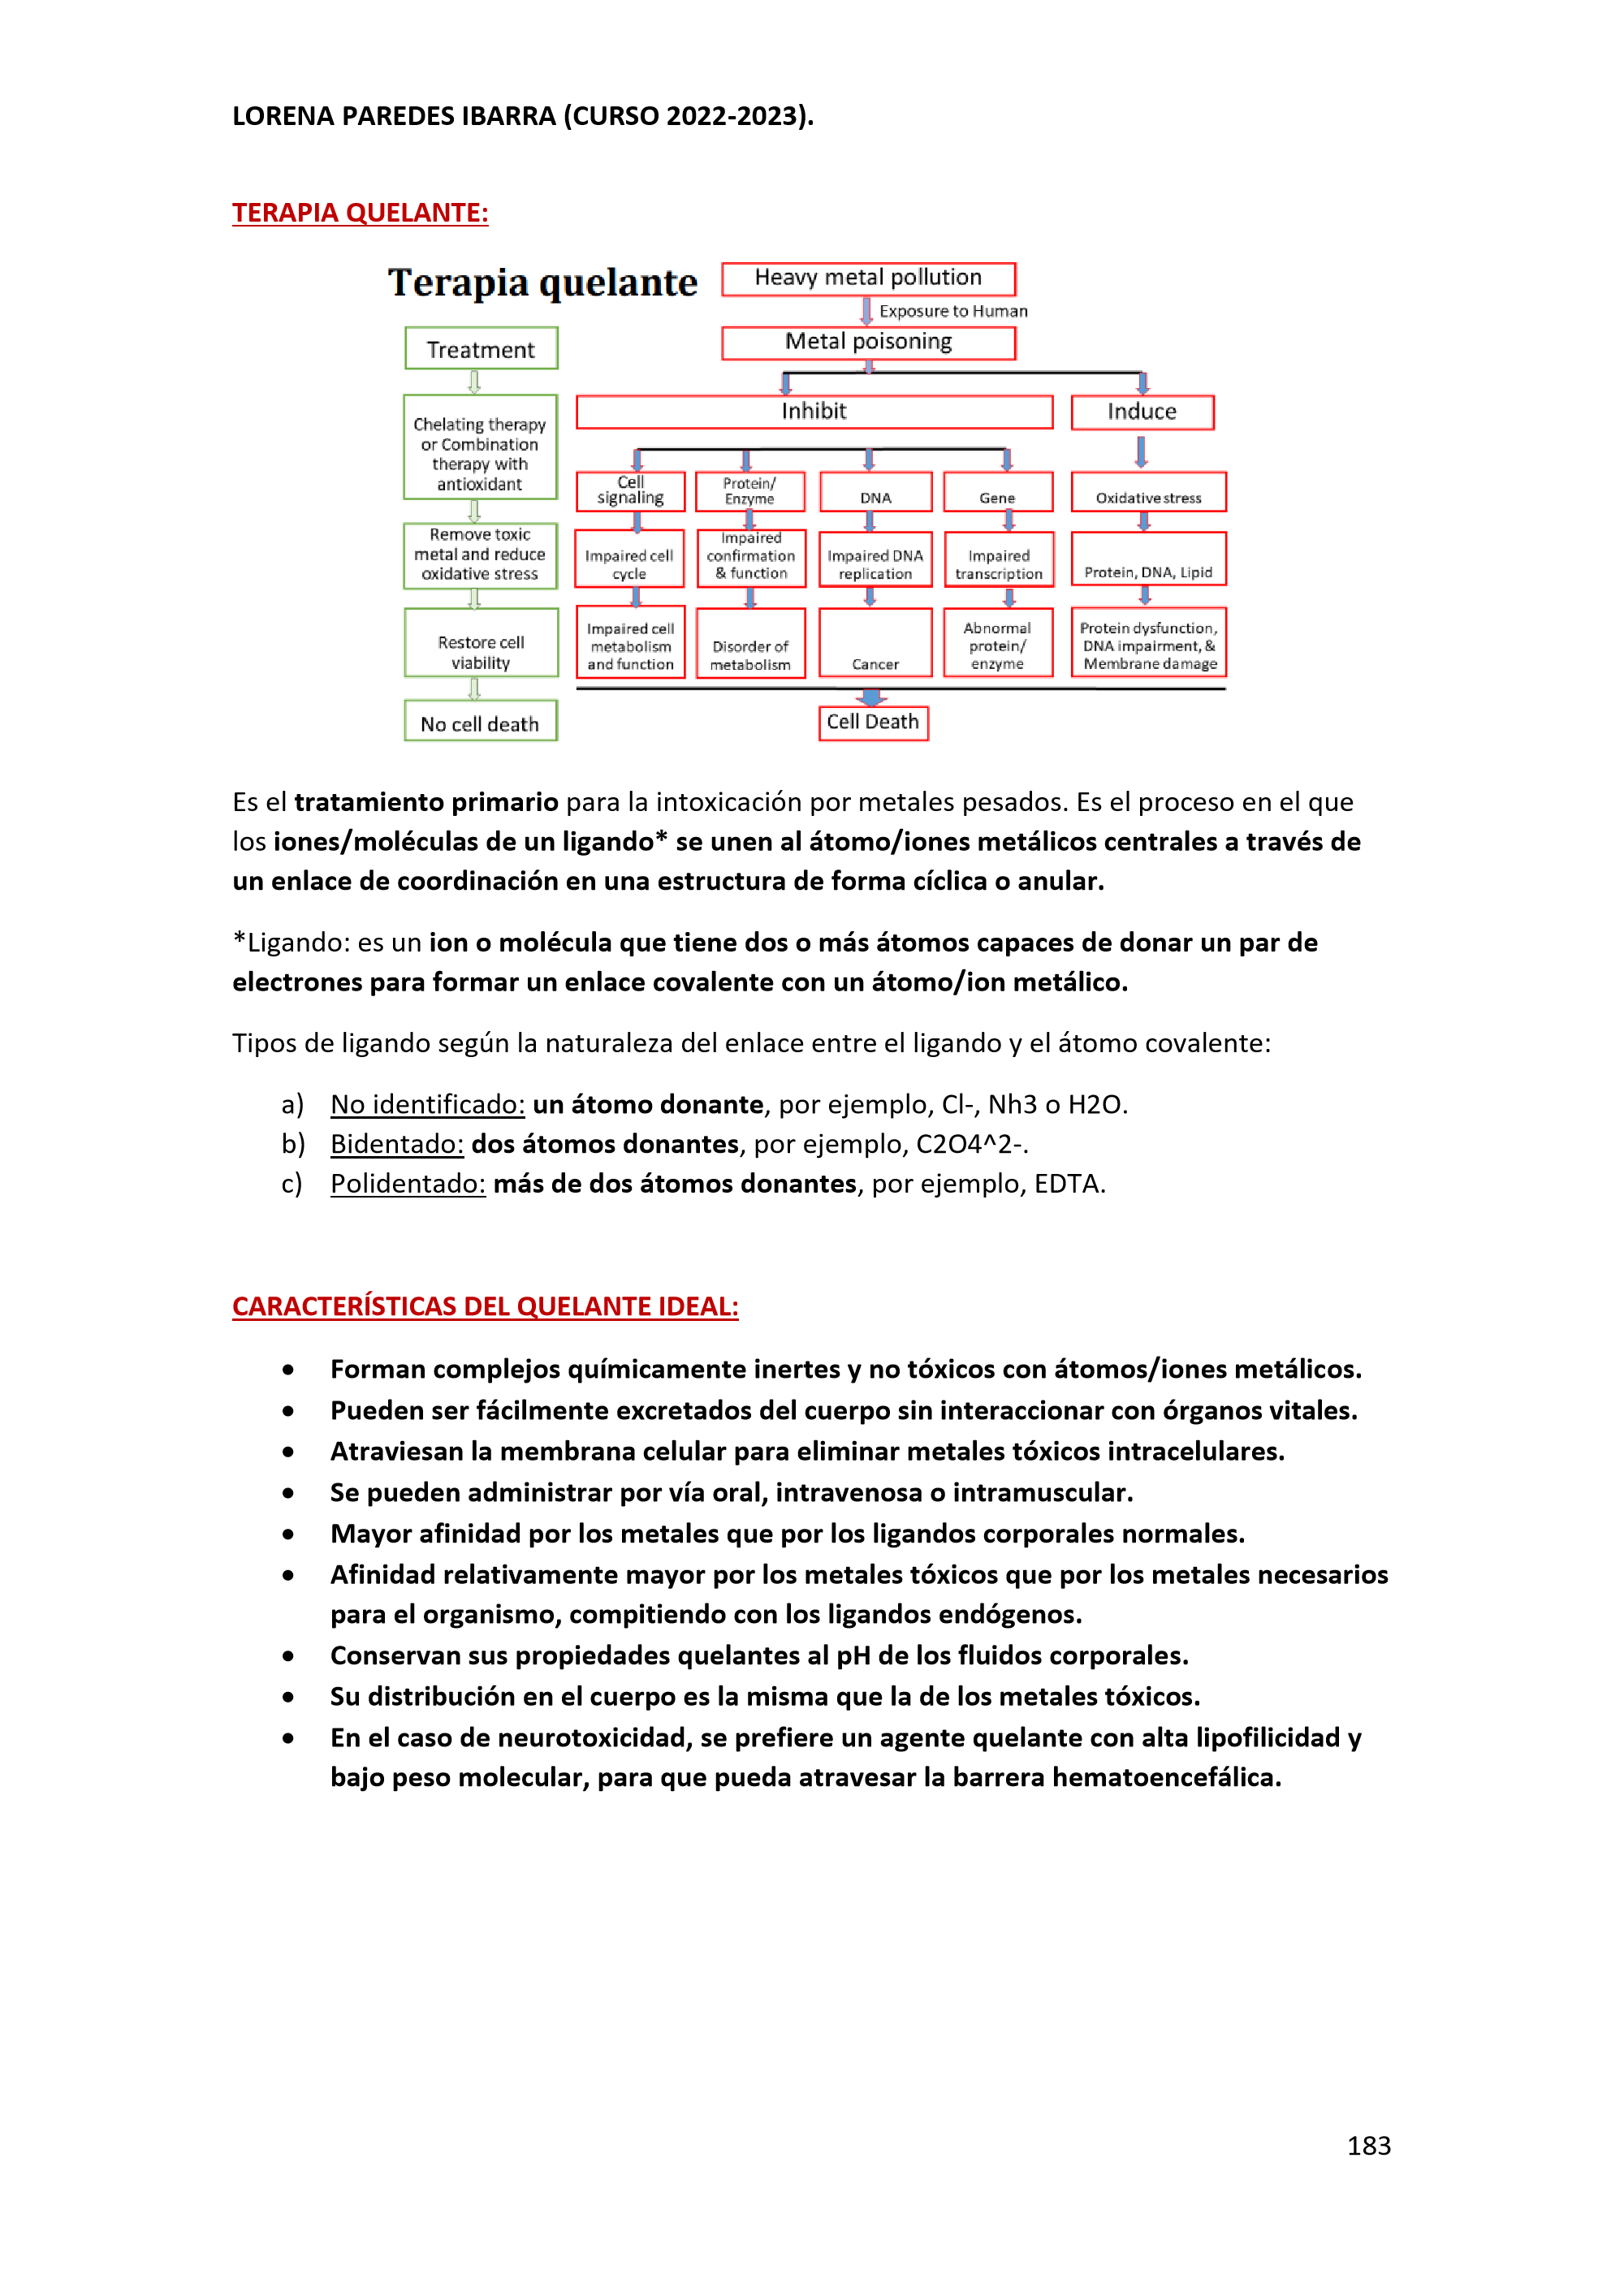 LORENA PAREDES IBARRA (CURSO 2022-2023).
TERAPIA QUELANTE:
Terapia quelante
Heavy metal pollution
Exposure to Human
Metal poisoning
Inhibit
Induce
Cell
signaling
Protein/
Enzyme
DNA
Gene
Oxidative stress
Impaired cell
cycle
Impaired
confirmation
& function
Impaired DNA
replication
Impaired
transcription
Protein, DNA, Lipid
Impaired cell
metabolism
and function
Disorder of
metabolism
Cancer
Abnormal
protein/
enzyme
Protein dysfunction,
DNA impairment, &
Membrane damage
Cell Death
Treatment
Chelating therapy
or Combination
therapy with
antioxidant
Remove toxic
metal and reduce
oxidative stress
Restore cell
viability
No cell death
Es el tratamiento primario para la intoxicación por metales pesados. Es el proceso en el que
los iones/moléculas de un ligando* se unen al átomo/iones metálicos centrales a través de
un enlace de coordinación en una estructura de forma cíclica o anular.
*Ligando: es un ion o molécula que tiene dos o más átomos capaces de donar un par de
electrones para formar un enlace covalente con un átomo/ion metálico.
Tipos de ligando según la naturaleza del enlace entre el ligando y el átomo covalente:
a) No identificado: un átomo donante, por ejemplo, Cl-, Nh3 o H2O.
b) Bidentado: dos átomos donantes, por ejemplo, C2O4^2-.
c) Polidentado: más de dos átomos donantes, por ejemplo, EDTA.
CARACTERÍSTICAS DEL QUELANTE IDEAL:
• Forman complejos químicamente inertes y no tóxicos con átomos/iones metálicos.
• Pueden ser fácilmente excretados del cuerpo sin interaccionar con órganos vitales.
• Atraviesan la membrana celular para eliminar metales tóxicos intracelulares.
• Se pueden administrar por vía oral, intravenosa o intramuscular.
• Mayor afinidad por los metales que por los ligandos corporales normales.
• Afinidad relativamente mayor por los metales tóxicos que por los metales necesarios
para el organismo, compitiendo con los ligandos endógenos.
• Conservan sus propiedades quelantes al pH de los fluidos corporales.
• Su distribución en el cuerpo es la misma que la de los metales tóxicos.
• En el caso de neurotoxicidad, se prefiere un agente quelante con alta lipofilicidad y
bajo peso molecular, para que pueda atravesar la barrera hematoencefálica.
183